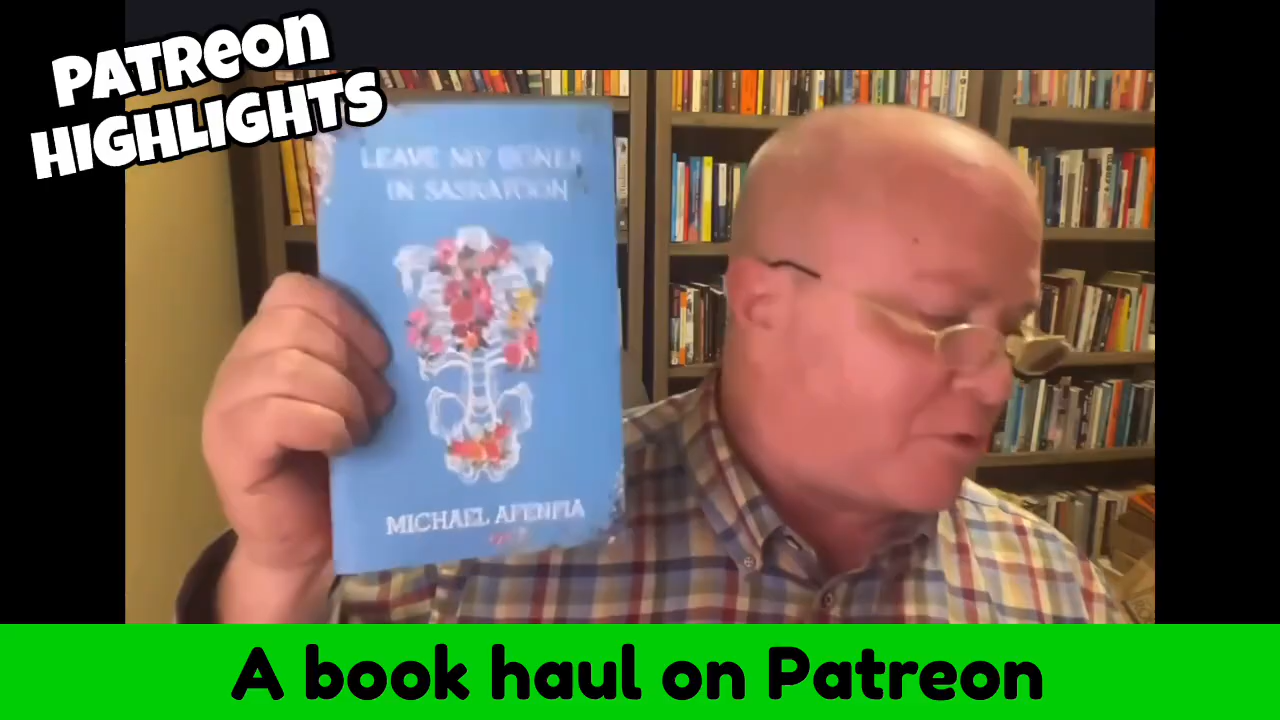 PATREON
HIGHLIGHTS
LEAVE MY BONES
IN SASKATOON
MICHAEL AFENFIA
A book haul on Patreon